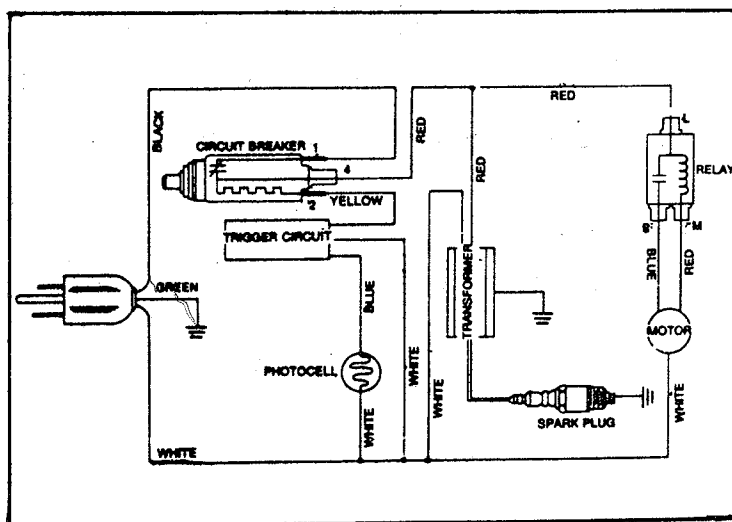 RED
L
BLACK
CIRCUIT BREAKER
1
RED
4
RELAY
RED
2
YELLOW
S
M
TRIGGER CIRCUIT
BLUE
RED
GREEN
BLUE
TRANSFORMER
MOTOR
PHOTOCELL
WHITE
WHITE
WHITE
WHITE
SPARK PLUG
WHITE